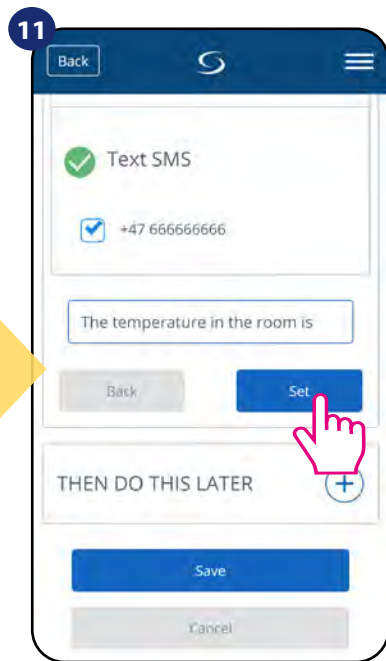 11
Back
Text SMS
+47 666666666
The temperature in the room is
Back
Set
THEN DO THIS LATER
Save
Cancel